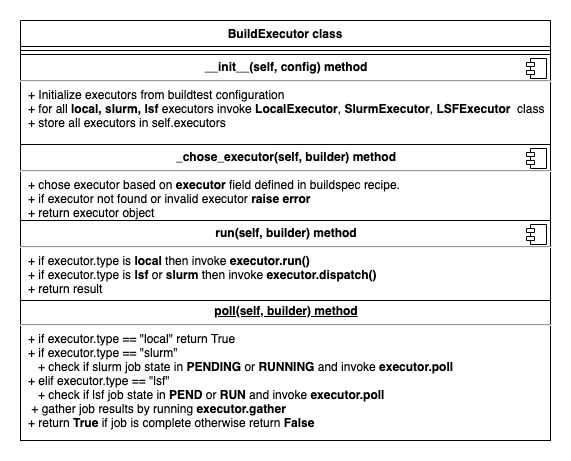 BuildExecutor class
__init__(self, config) method
+ Initialize executors from buildtest configuration
+ for all local, slurm, lsf executors invoke LocalExecutor, SlurmExecutor, LSFExecutor class
+ store all executors in self.executors
_chose_executor(self, builder) method
+ chose executor based on executor field defined in buildspec recipe.
+ if executor not found or invalid executor raise error
+ return executor object
run(self, builder) method
+ if executor.type is local then invoke executor.run()
+ if executor.type is lsf or slurm then invoke executor.dispatch()
+ return result
poll(self, builder) method
+ if executor.type == "local" return True
+ if executor.type == "slurm"
+ check if slurm job state in PENDING or RUNNING and invoke executor.poll
+ elif executor.type == "lsf"
+ check if lsf job state in PEND or RUN and invoke executor.poll
+ gather job results by running executor.gather
+ return True if job is complete otherwise return False